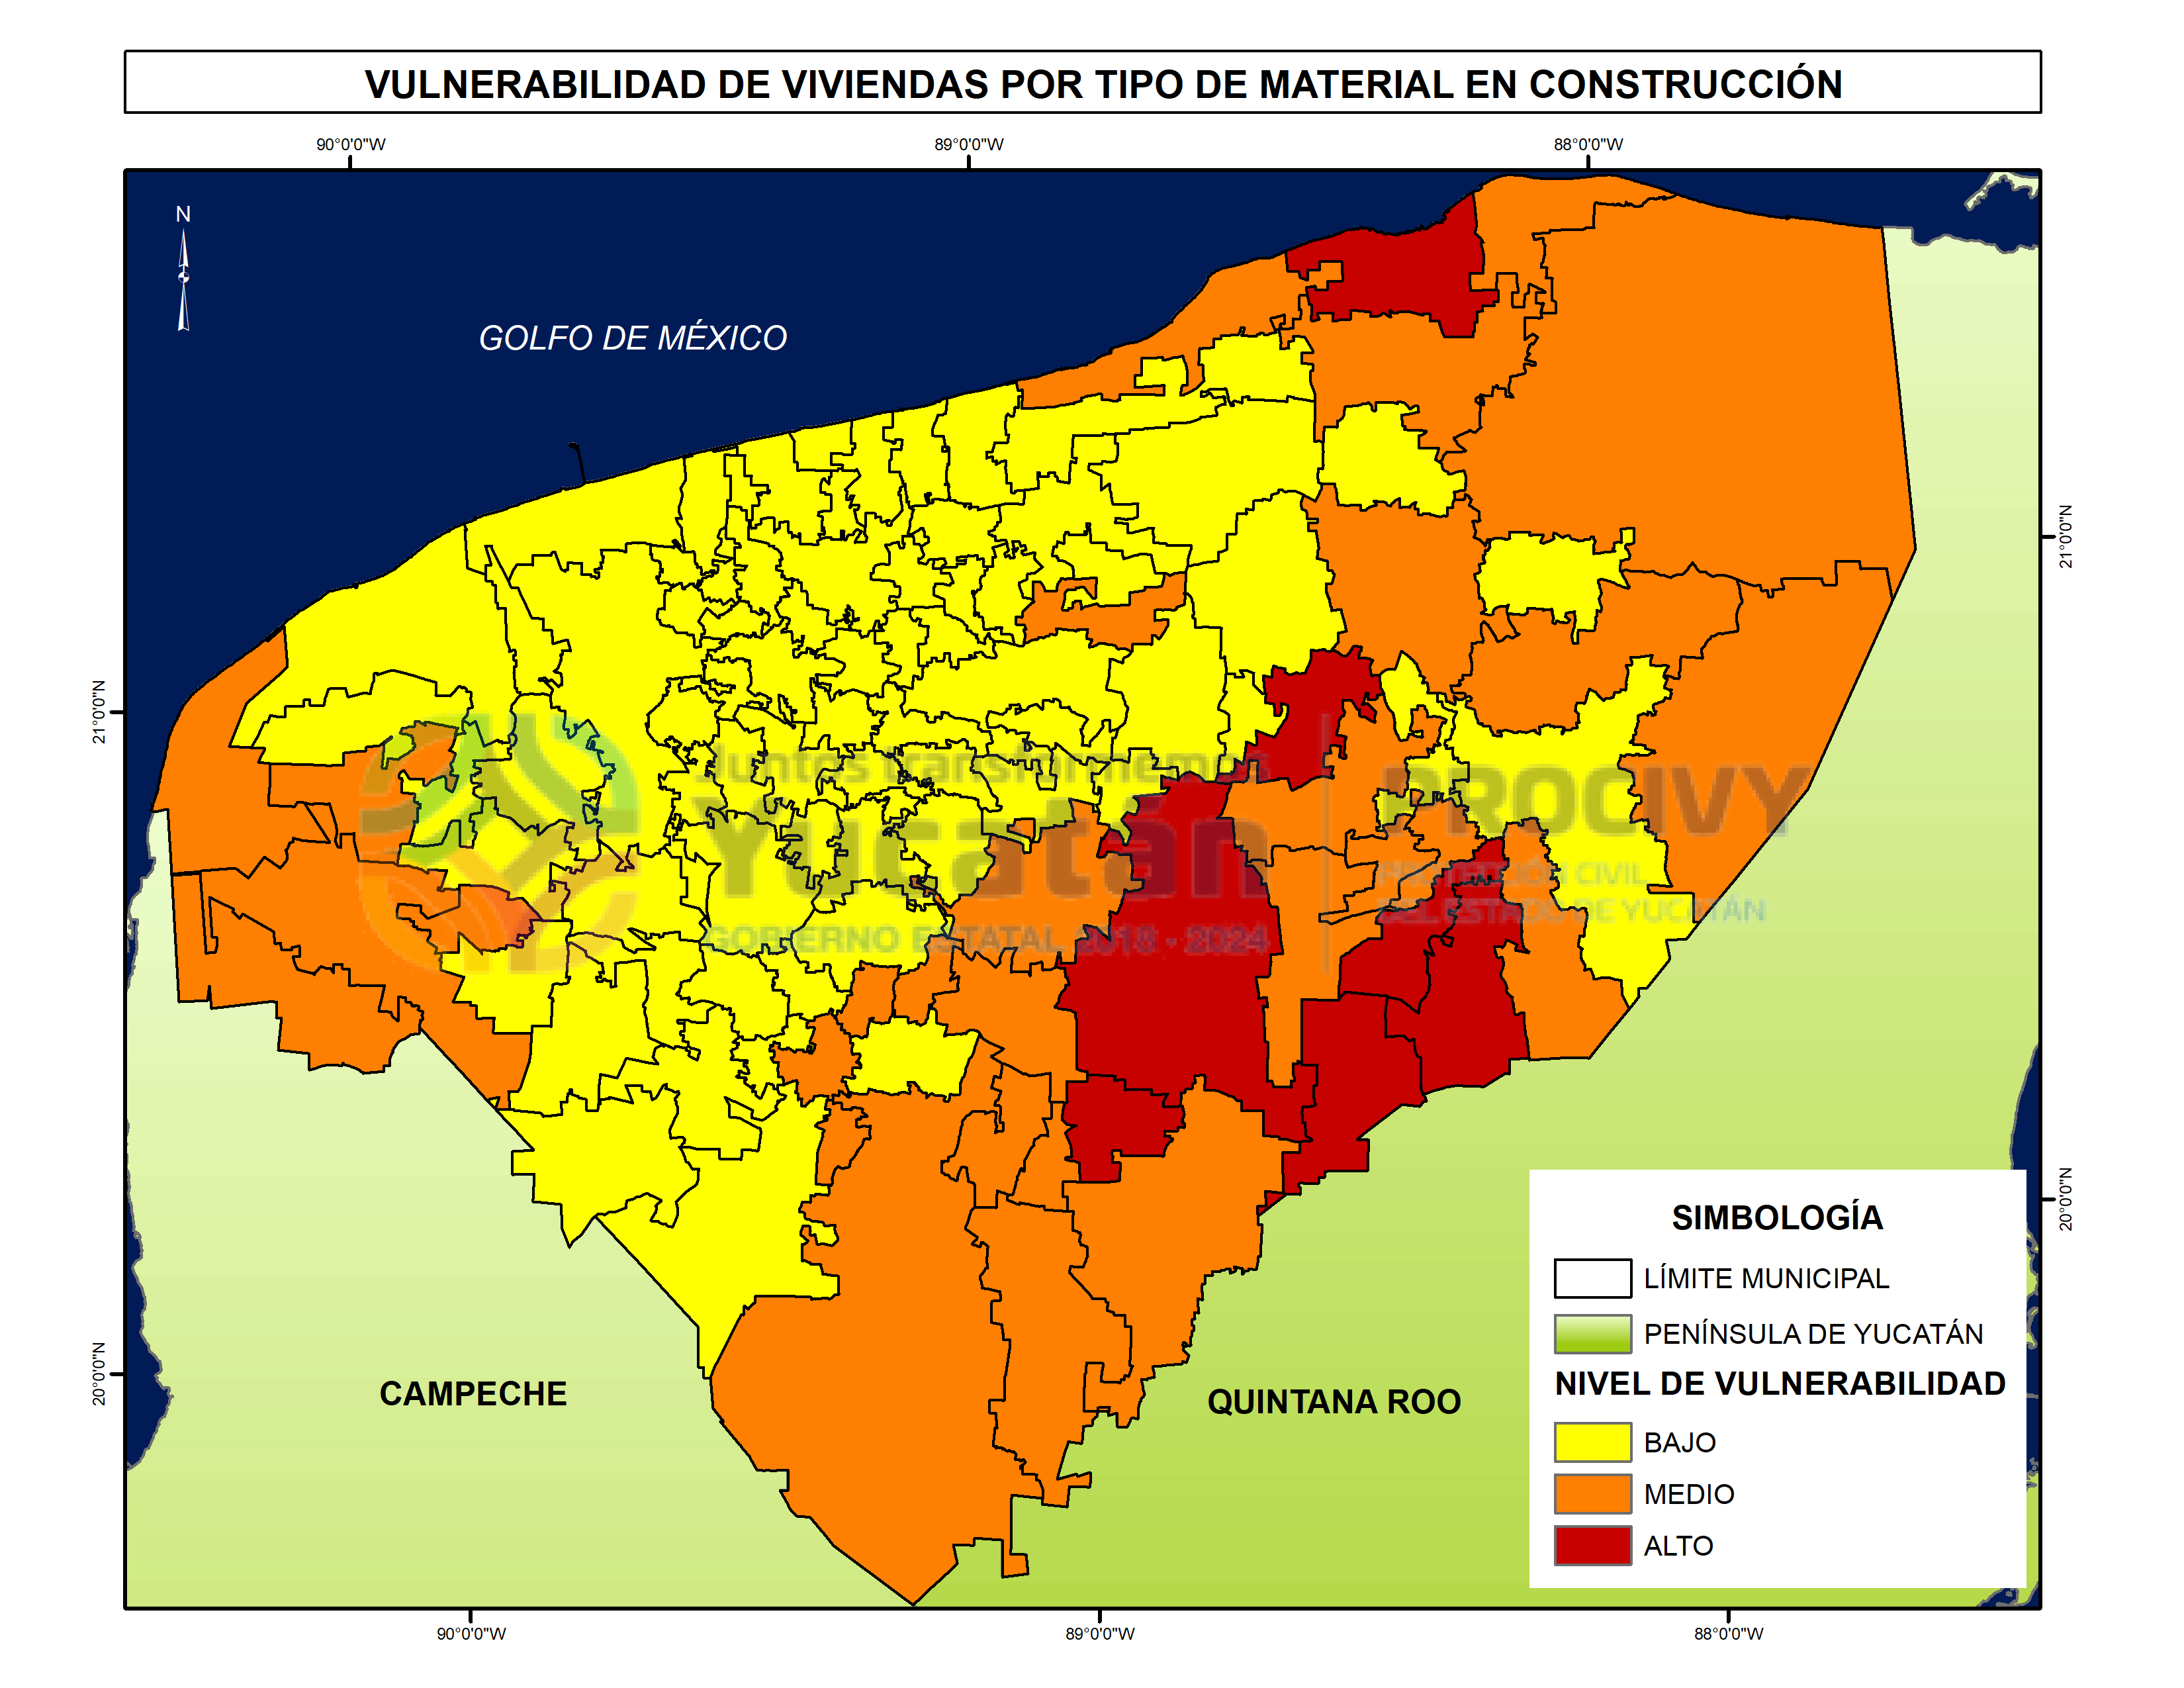 VULNERABILIDAD DE VIVIENDAS POR TIPO DE MATERIAL EN CONSTRUCCIÓN
90°0'0"W
89°0'0"W
88°0'0"W
N
GOLFO DE MÉXICO
21°0'0"N
21°0'0"N
Juntos transformemos
Yucatán
GOBIERNO ESTATAL 2018 - 2024
PROCIVY
PROTECCIÓN CIVIL
DEL ESTADO DE YUCATÁN
20°0'0"N
20°0'0"N
CAMPECHE
QUINTANA ROO
SIMBOLOGÍA
LÍMITE MUNICIPAL
PENÍNSULA DE YUCATÁN
NIVEL DE VULNERABILIDAD
BAJO
MEDIO
ALTO
90°0'0"W
89°0'0"W
88°0'0"W